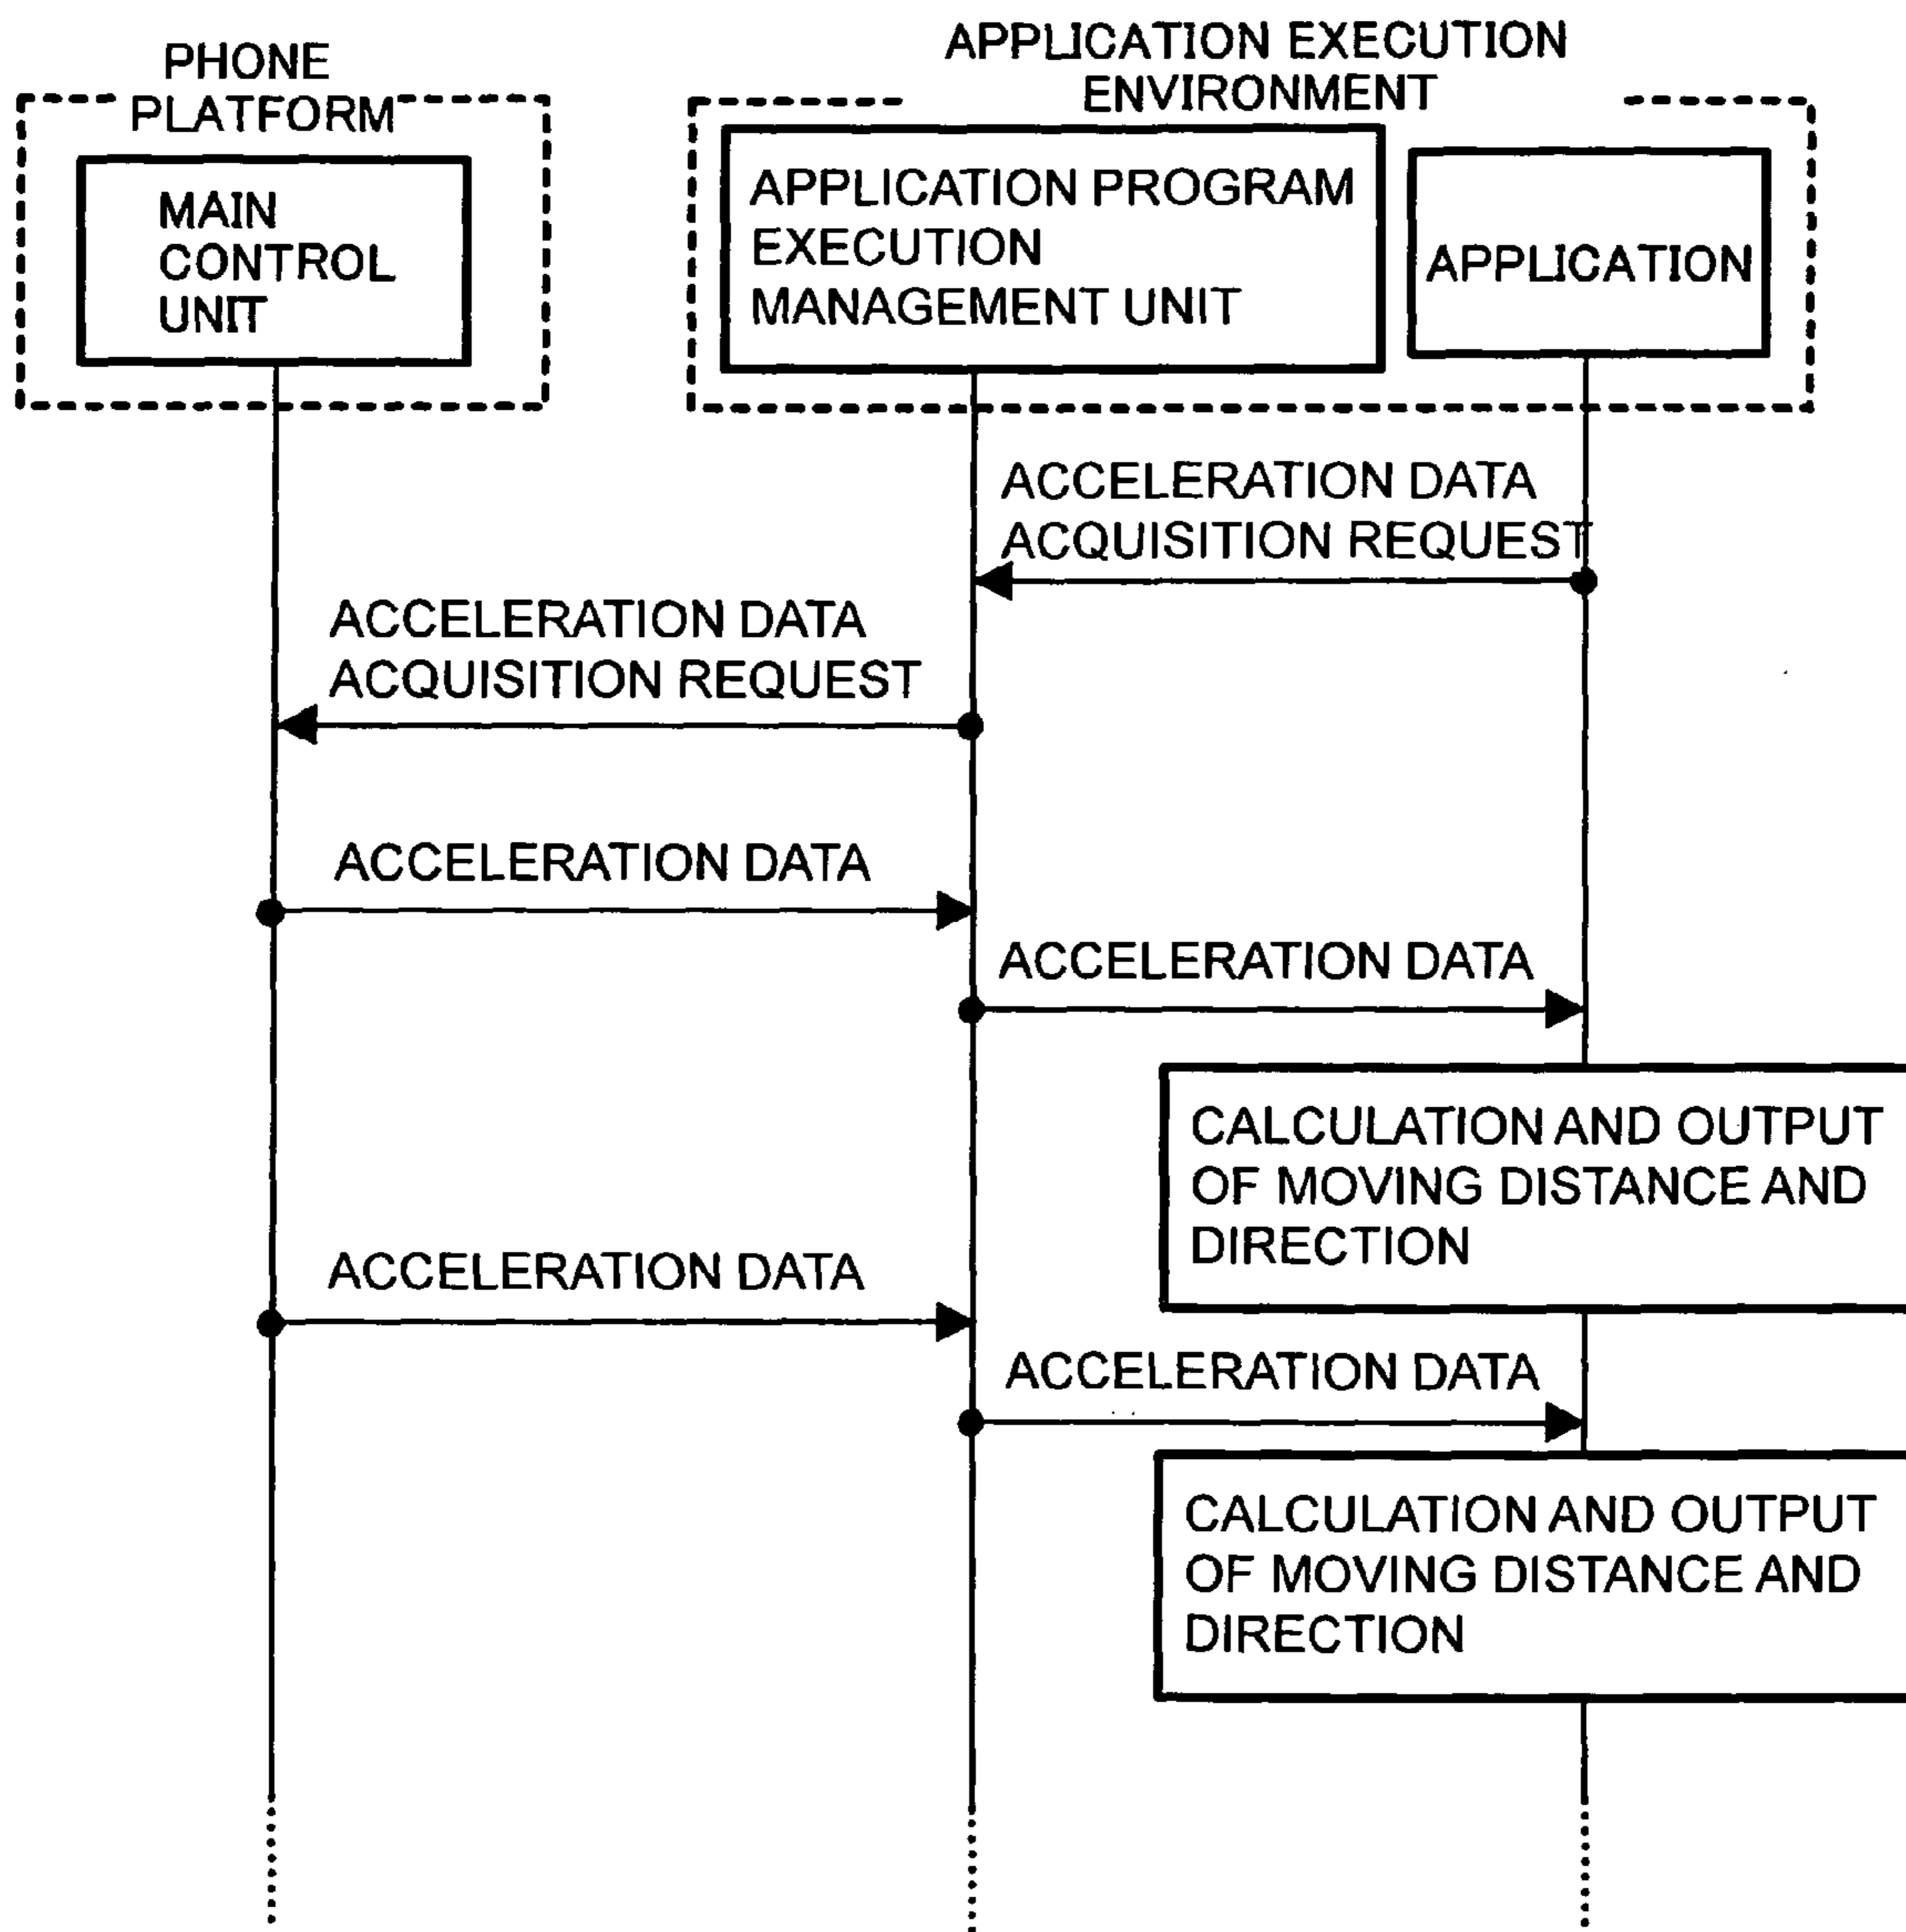 PHONE
PLATFORM
APPLICATION EXECUTION
ENVIRONMENT
MAIN
CONTROL
UNIT
APPLICATION PROGRAM
EXECUTION
MANAGEMENT UNIT
APPLICATION
ACCELERATION DATA
ACQUISITION REQUEST
ACCELERATION DATA
ACQUISITION REQUEST
ACCELERATION DATA
ACCELERATION DATA
CALCULATION AND OUTPUT
OF MOVING DISTANCE AND
DIRECTION
ACCELERATION DATA
ACCELERATION DATA
CALCULATION AND OUTPUT
OF MOVING DISTANCE AND
DIRECTION